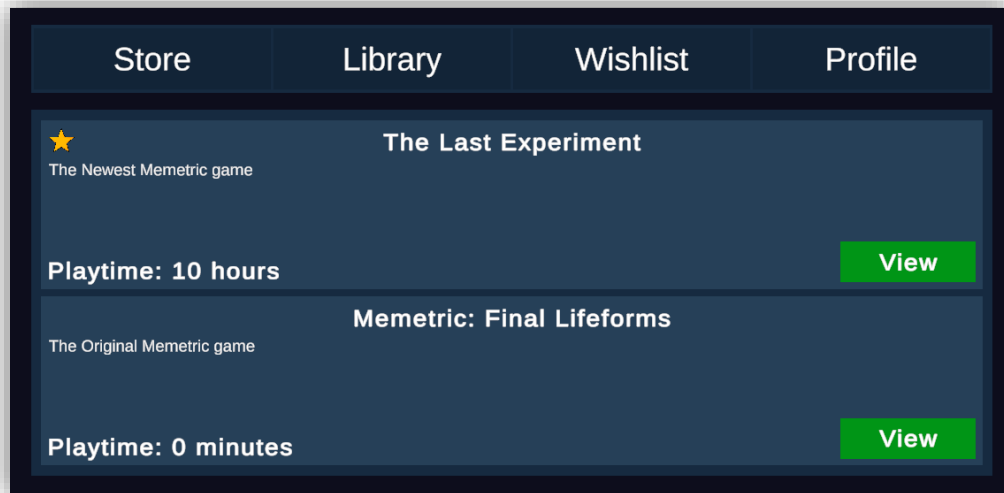 Store Library Wishlist Profile
The Last Experiment
The Newest Memetric game
Playtime: 10 hours
View
Memetric: Final Lifeforms
The Original Memetric game
Playtime: 0 minutes
View